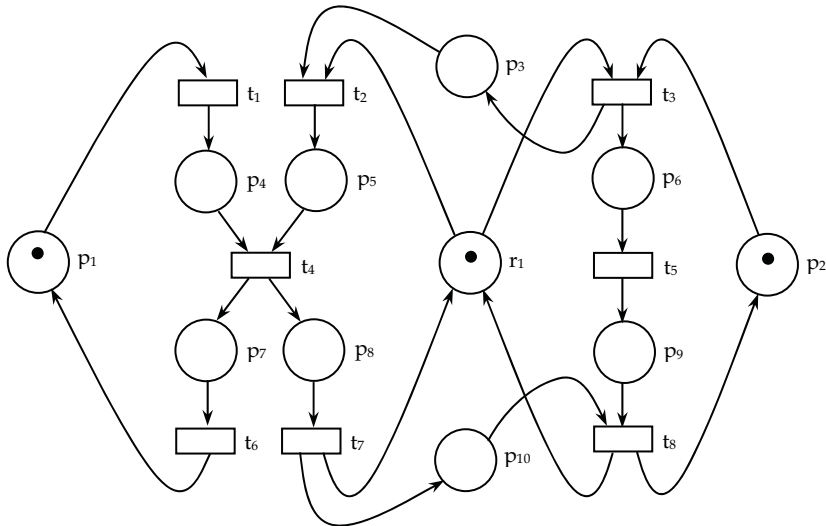 p₃
t₁
t₂
t₃
p₄
p₅
p₆
p₁
t₄
r₁
t₅
p₂
p₇
p₈
p₉
t₆
t₇
t₈
p₁₀